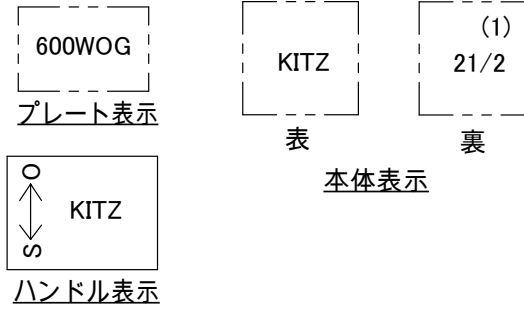 600WOG
プレート表示
KITZ
表
(1)
21/2
裏
本体表示
O
S
KITZ
ハンドル表示